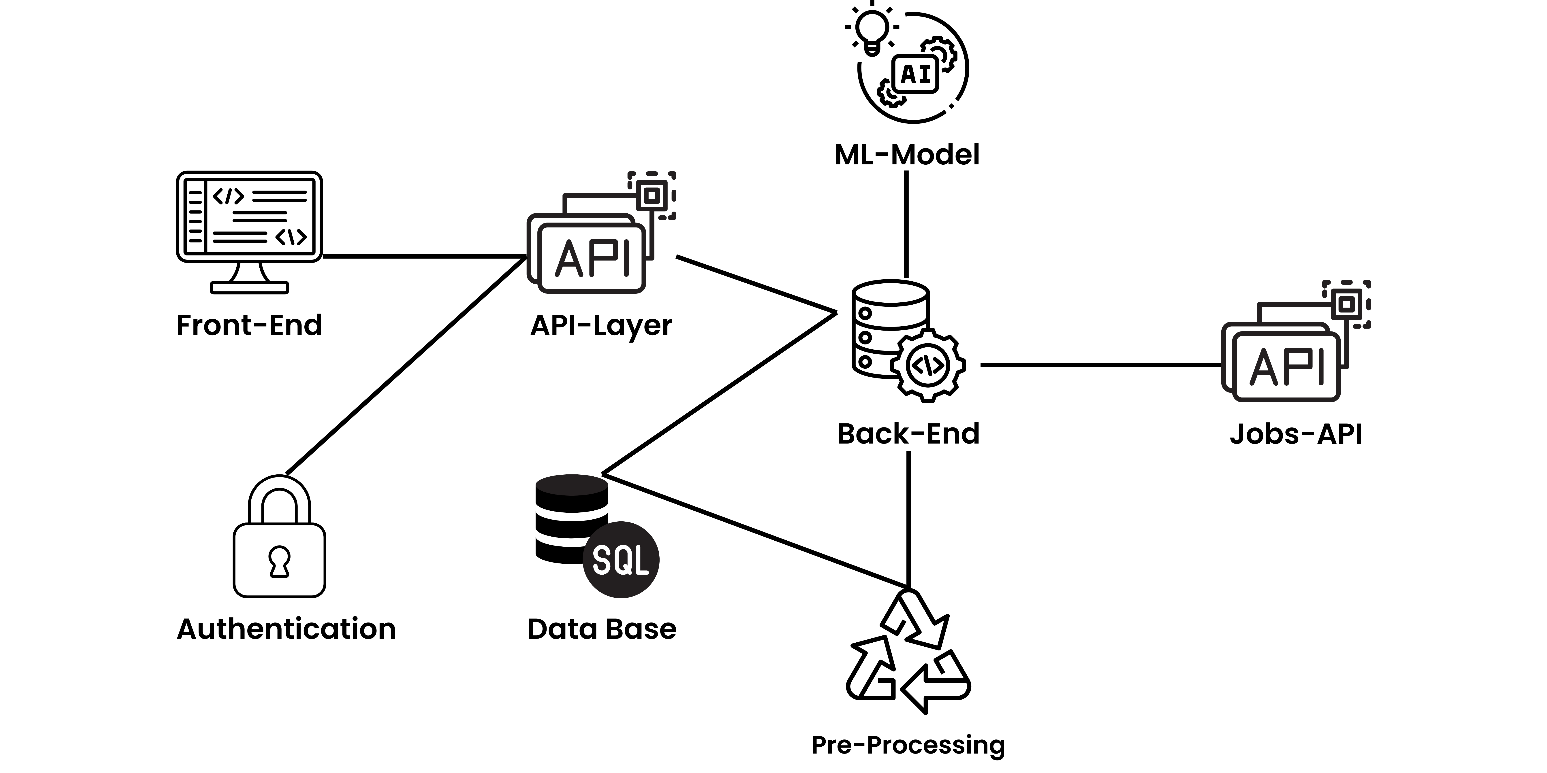 AI
ML-Model
</>
<\>
Front-End
API
API-Layer
</>
Back-End
API
Jobs-API
Authentication
SQL
Data Base
Pre-Processing